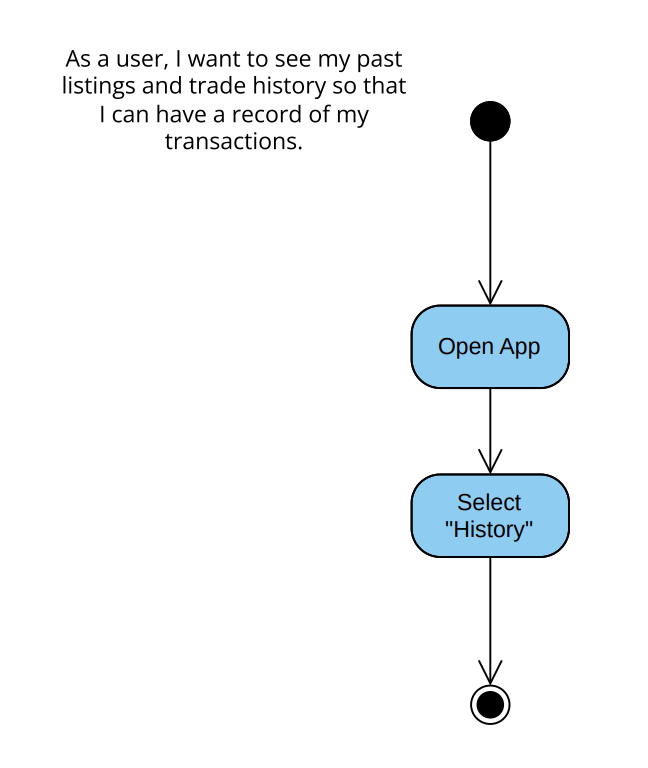 As a user, I want to see my past
listings and trade history so that
I can have a record of my
transactions.
Open App
Select
"History"